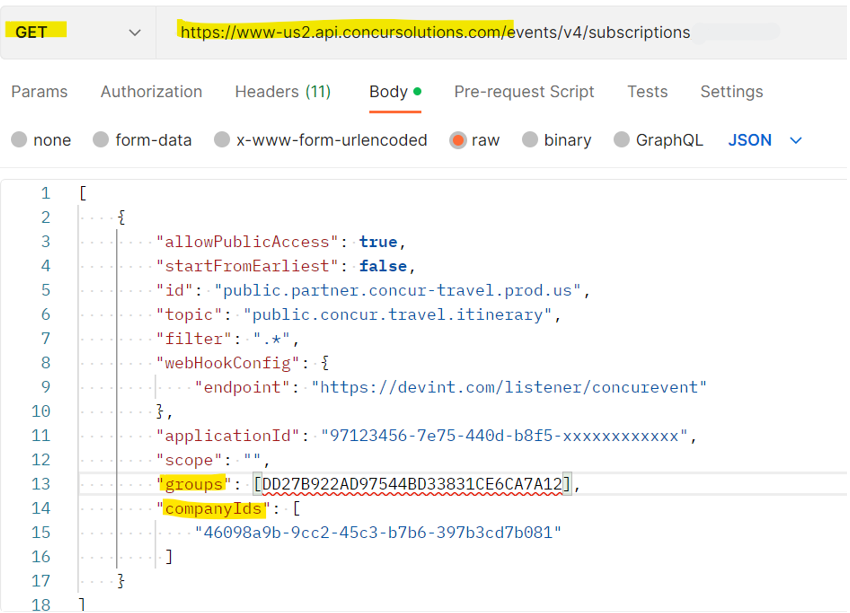 GET https://www-us2.api.concursolutions.com/events/v4/subscriptions
Params Authorization Headers (11) Body Pre-request Script Tests Settings
none form-data x-www-form-urlencoded raw binary GraphQL JSON
1 [
2 {
3 "allowPublicAccess": true,
4 "startFromEarliest": false,
5 "id": "public.partner.concur-travel.prod.us",
6 "topic": "public.concur.travel.itinerary",
7 "filter": ".*",
8 "webHookConfig": {
9 "endpoint": "https://devint.com/listener/concurevent"
10 },
11 "applicationId": "97123456-7e75-440d-b8f5-xxxxxxxxxxxx",
12 "scope": "",
13 "groups": [DD27B922AD97544BD33831CE6CA7A12],
14 "companyIds": [
15 "46098a9b-9cc2-45c3-b7b6-397b3cd7b081"
16 ]
17 }
18 ]